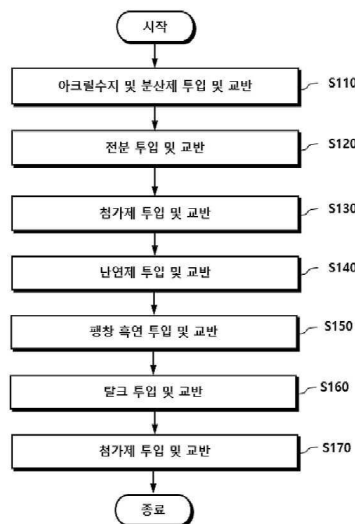 시작
아크릴수지 및 분산제 투입 및 교반 S110
전분 투입 및 교반 S120
첨가제 투입 및 교반 S130
난연제 투입 및 교반 S140
팽창 흑연 투입 및 교반 S150
탈크 투입 및 교반 S160
첨가제 투입 및 교반 S170
종료